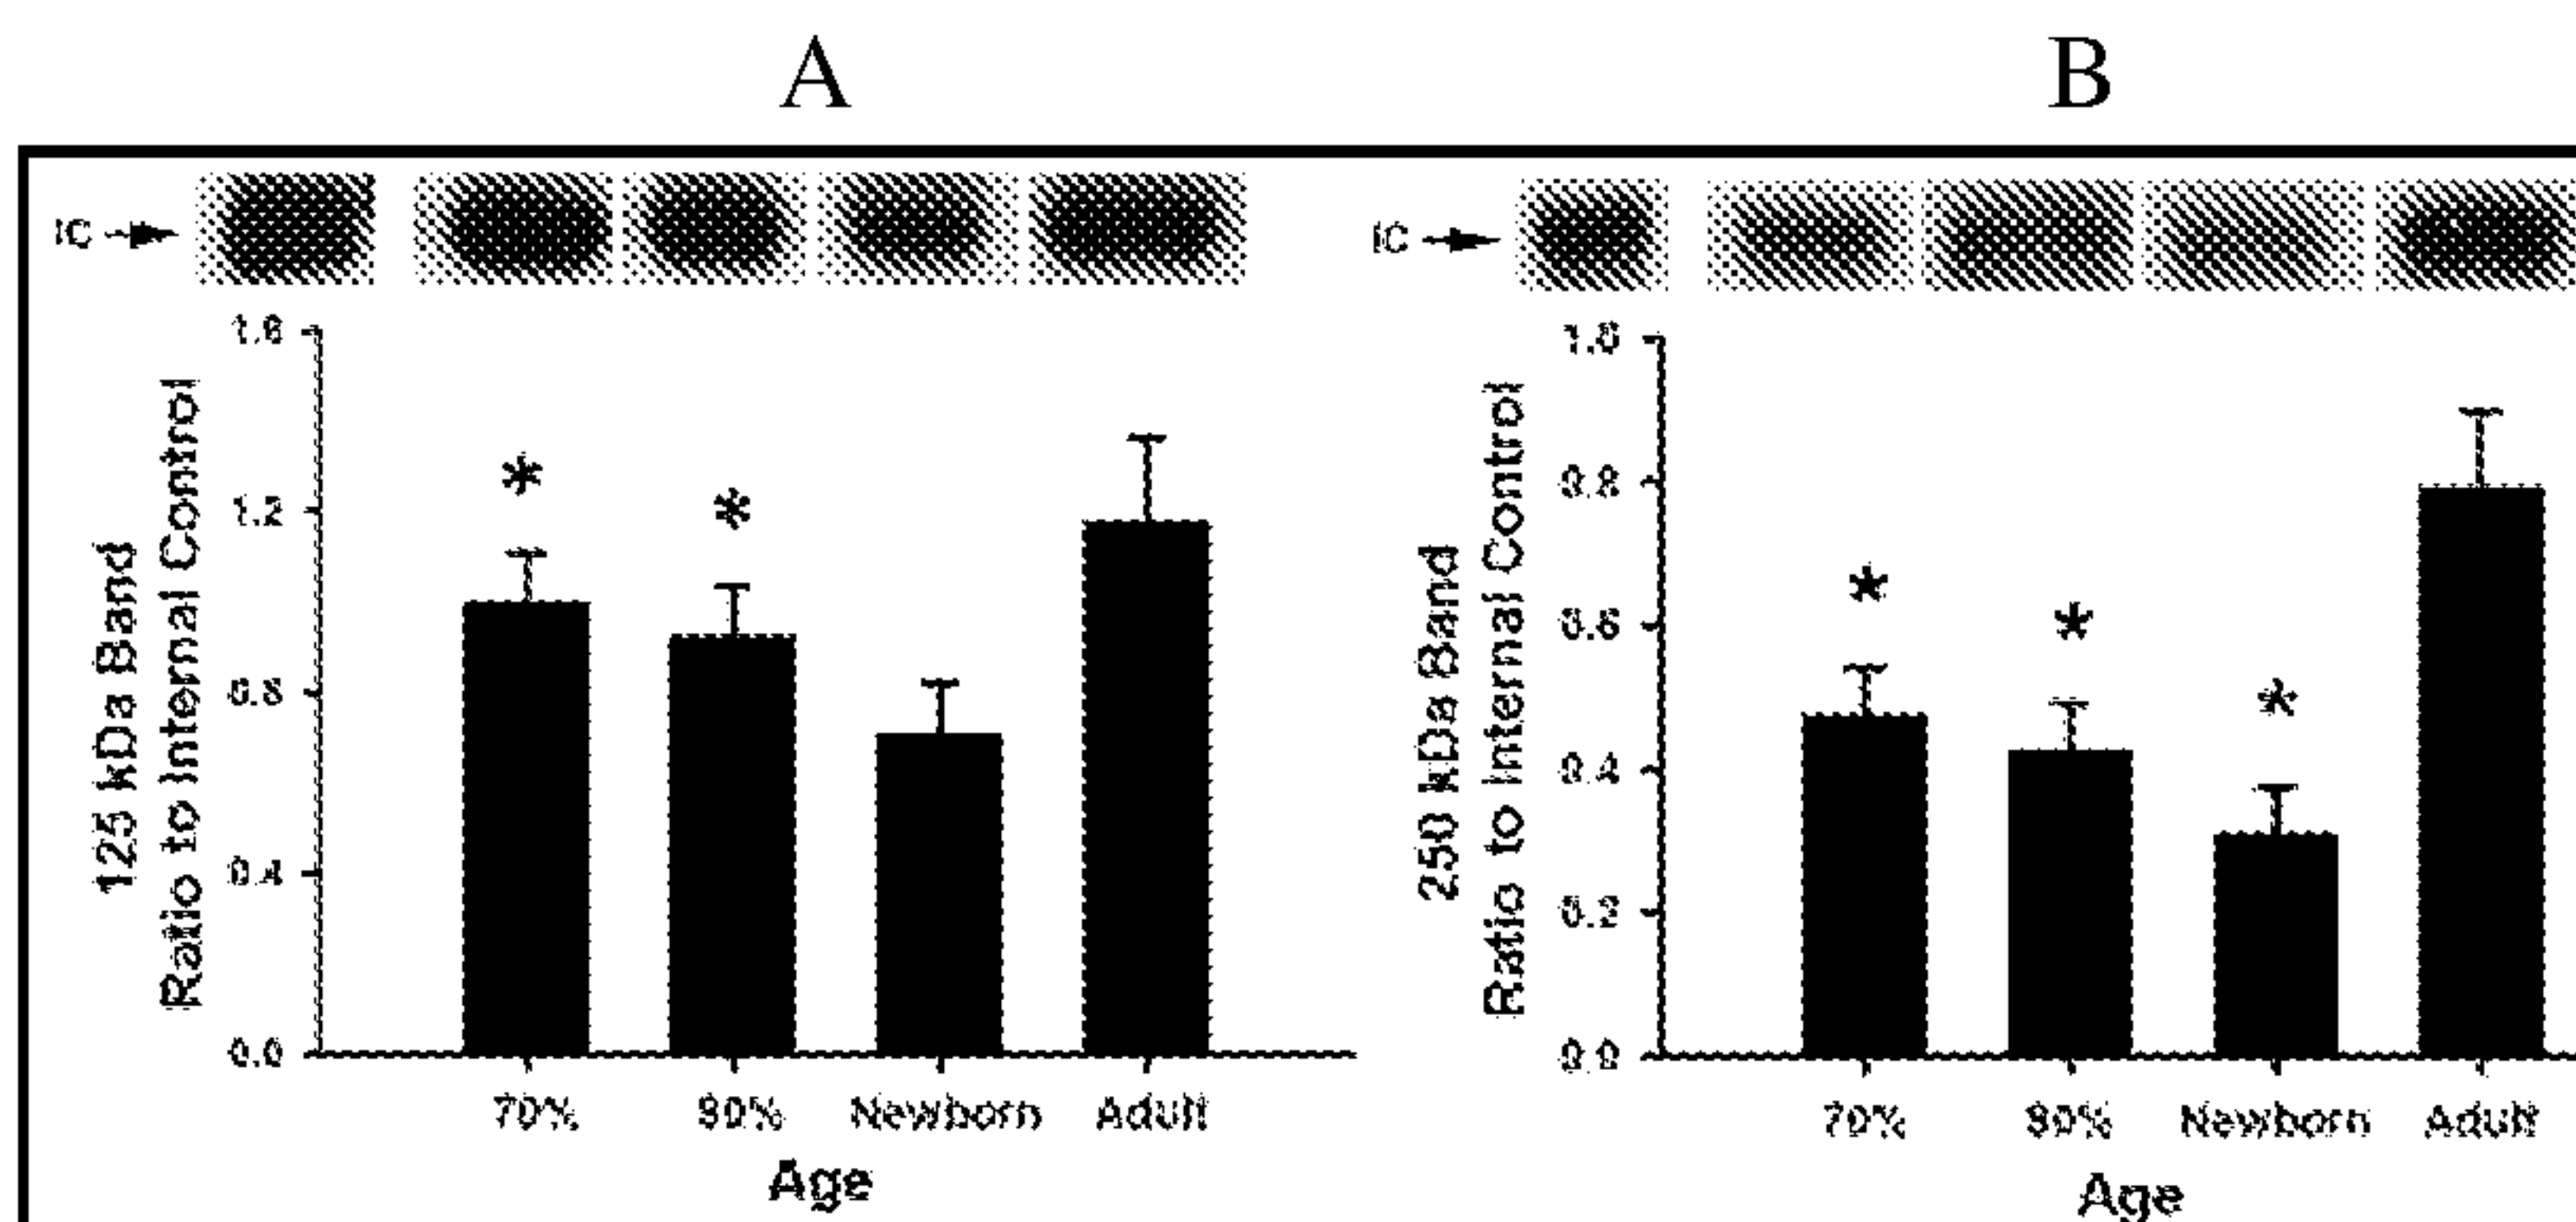 A
B
IC
125 kDa Band
Ratio to Internal Control
1.6
1.2
0.8
0.4
0.0
70%
90%
Newborn
Adult
Age
IC
250 kDa Band
Ratio to Internal Control
1.0
0.8
0.6
0.4
0.2
0.0
70%
90%
Newborn
Adult
Age